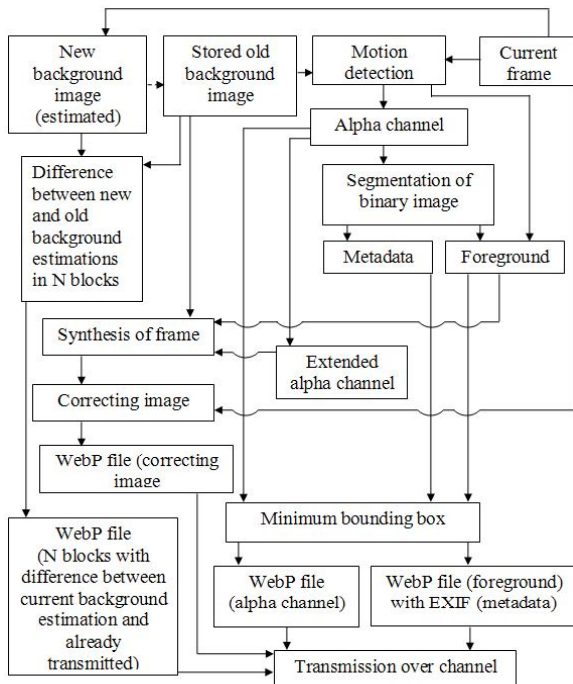 New
background
image
(estimated)
Stored old
background
image
Motion
detection
Current
frame
Alpha channel
Difference
between new
and old
background
estimations
in N blocks
Segmentation of
binary image
Metadata
Foreground
Synthesis of frame
Extended
alpha channel
Correcting image
WebP file (correcting
image
Minimum bounding box
WebP file
(N blocks with
difference between
current background
estimation and
already
transmitted)
WebP file
(alpha channel)
WebP file (foreground)
with EXIF (metadata)
Transmission over channel